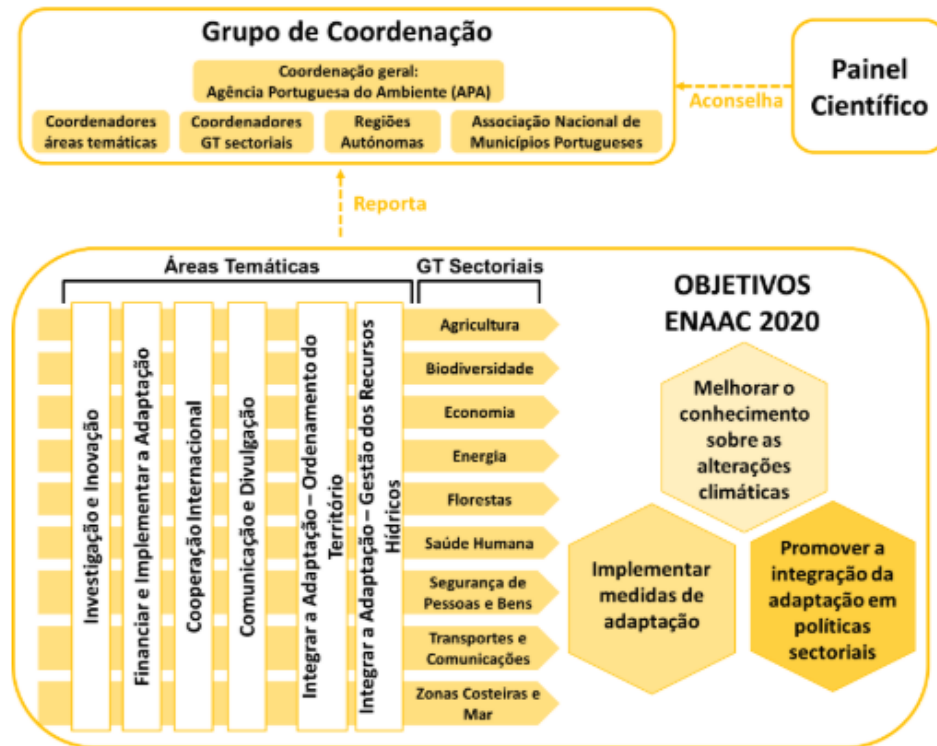 Grupo de Coordenação
Coordenação geral:
Agência Portuguesa do Ambiente (APA)
Coordenadores
áreas temáticas
Coordenadores
GT sectoriais
Regiões
Autónomas
Associação Nacional de
Municípios Portugueses
Aconselha
Painel
Científico
Reporta
Áreas Temáticas
GT Sectoriais
Investigação e Inovação
Financiar e Implementar a Adaptação
Cooperação Internacional
Comunicação e Divulgação
Integrar a Adaptação – Ordenamento do
Território
Integrar a Adaptação – Gestão dos Recursos
Hídricos
Agricultura
Biodiversidade
Economia
Energia
Florestas
Saúde Humana
Segurança de
Pessoas e Bens
Transportes e
Comunicações
Zonas Costeiras e
Mar
OBJETIVOS
ENAAC 2020
Melhorar o
conhecimento
sobre as
alterações
climáticas
Implementar
medidas de
adaptação
Promover a
integração da
adaptação em
políticas
sectoriais